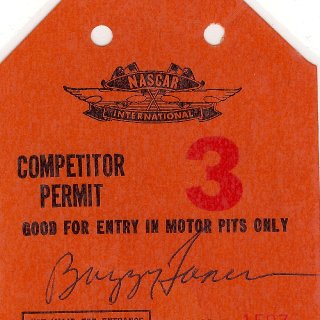 NASCAR
INTERNATIONAL
COMPETITOR
PERMIT
3
GOOD FOR ENTRY IN MOTOR PITS ONLY